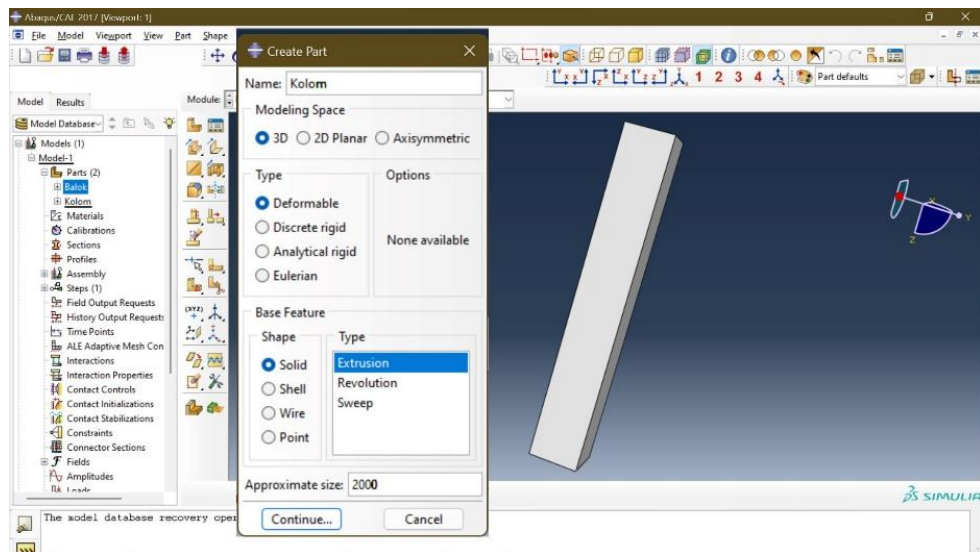 Abaqus/CAE 2017 [Viewport: 1]
File Model Viewport View Part Shape
1 2 3 4
Part defaults
Model Results
Module:
Model Database
Models (1)
Model-1
Parts (2)
Balok
Kolom
Materials
Calibrations
Sections
Profiles
Assembly
Steps (1)
Field Output Requests
History Output Requests
Time Points
ALE Adaptive Mesh Con
Interactions
Interaction Properties
Contact Controls
Contact Initializations
Contact Stabilizations
Constraints
Connector Sections
Fields
Amplitudes
Loads
(XYZ)
Create Part
Name: Kolom
Modeling Space
3D 2D Planar Axisymmetric
Type
Deformable
Discrete rigid
Analytical rigid
Eulerian
Options
None available
Base Feature
Shape
Solid
Shell
Wire
Point
Type
Extrusion
Revolution
Sweep
Approximate size: 2000
Continue... Cancel
X
Y
Z
SIMULIA
The model database recovery oper